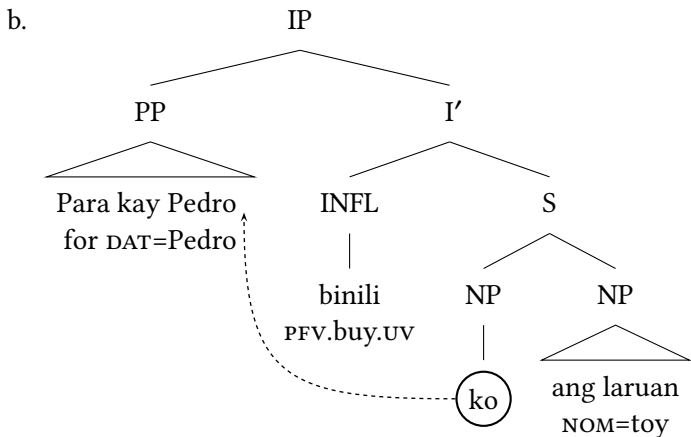 b.
IP
PP I′
Para kay Pedro INFL S
for DAT=Pedro
binili NP NP
PFV.buy.UV
ko ang laruan
NOM=toy